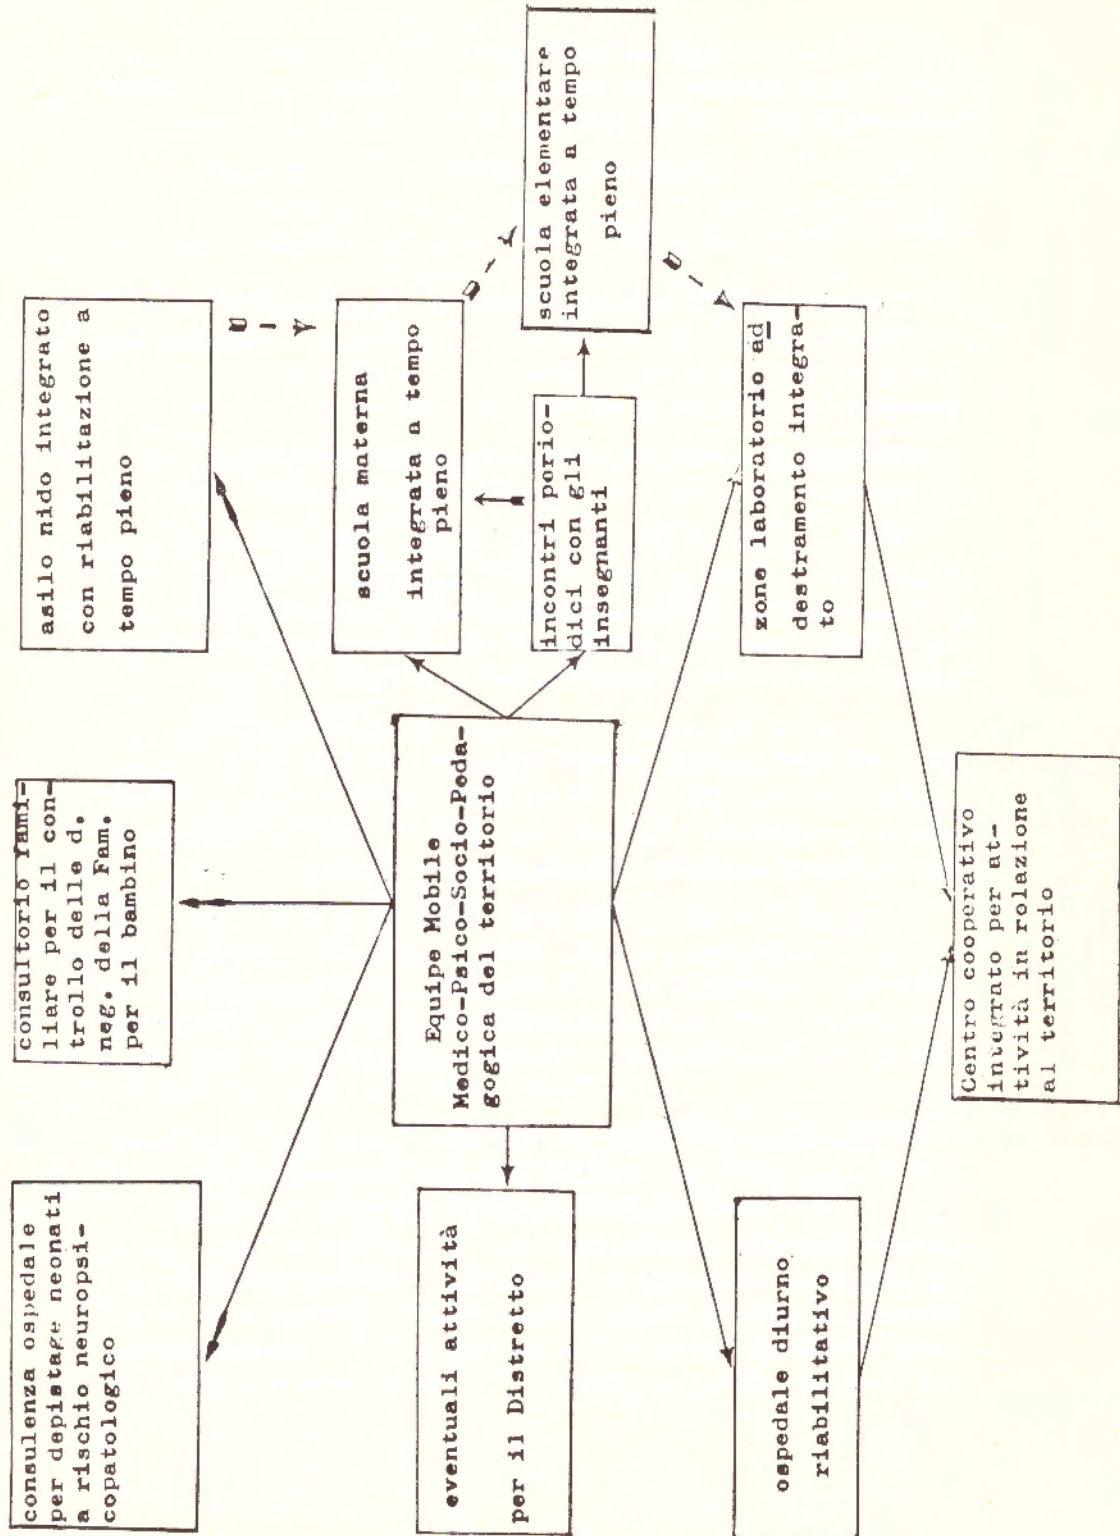 consulenza ospedale
per depistage neonati
a rischio neuropsi-
copatologico
consultorio fami-
liare per il con-
trollo delle d.
neg. della Fam.
per il bambino
asilo nido integrato
con riabilitazione a
tempo pieno
eventuali attività
per il Distretto
Equipe Mobile
Medico-Psico-Socio-Peda-
gogica del territorio
scuola materna
integrata a tempo
pieno
incontri perio-
dici con gli
insegnanti
scuola elementare
integrata a tempo
pieno
ospedale diurno
riabilitativo
zone laboratorio ad
destramento integra-
to
Centro cooperativo
integrato per at-
tività in relazione
al territorio